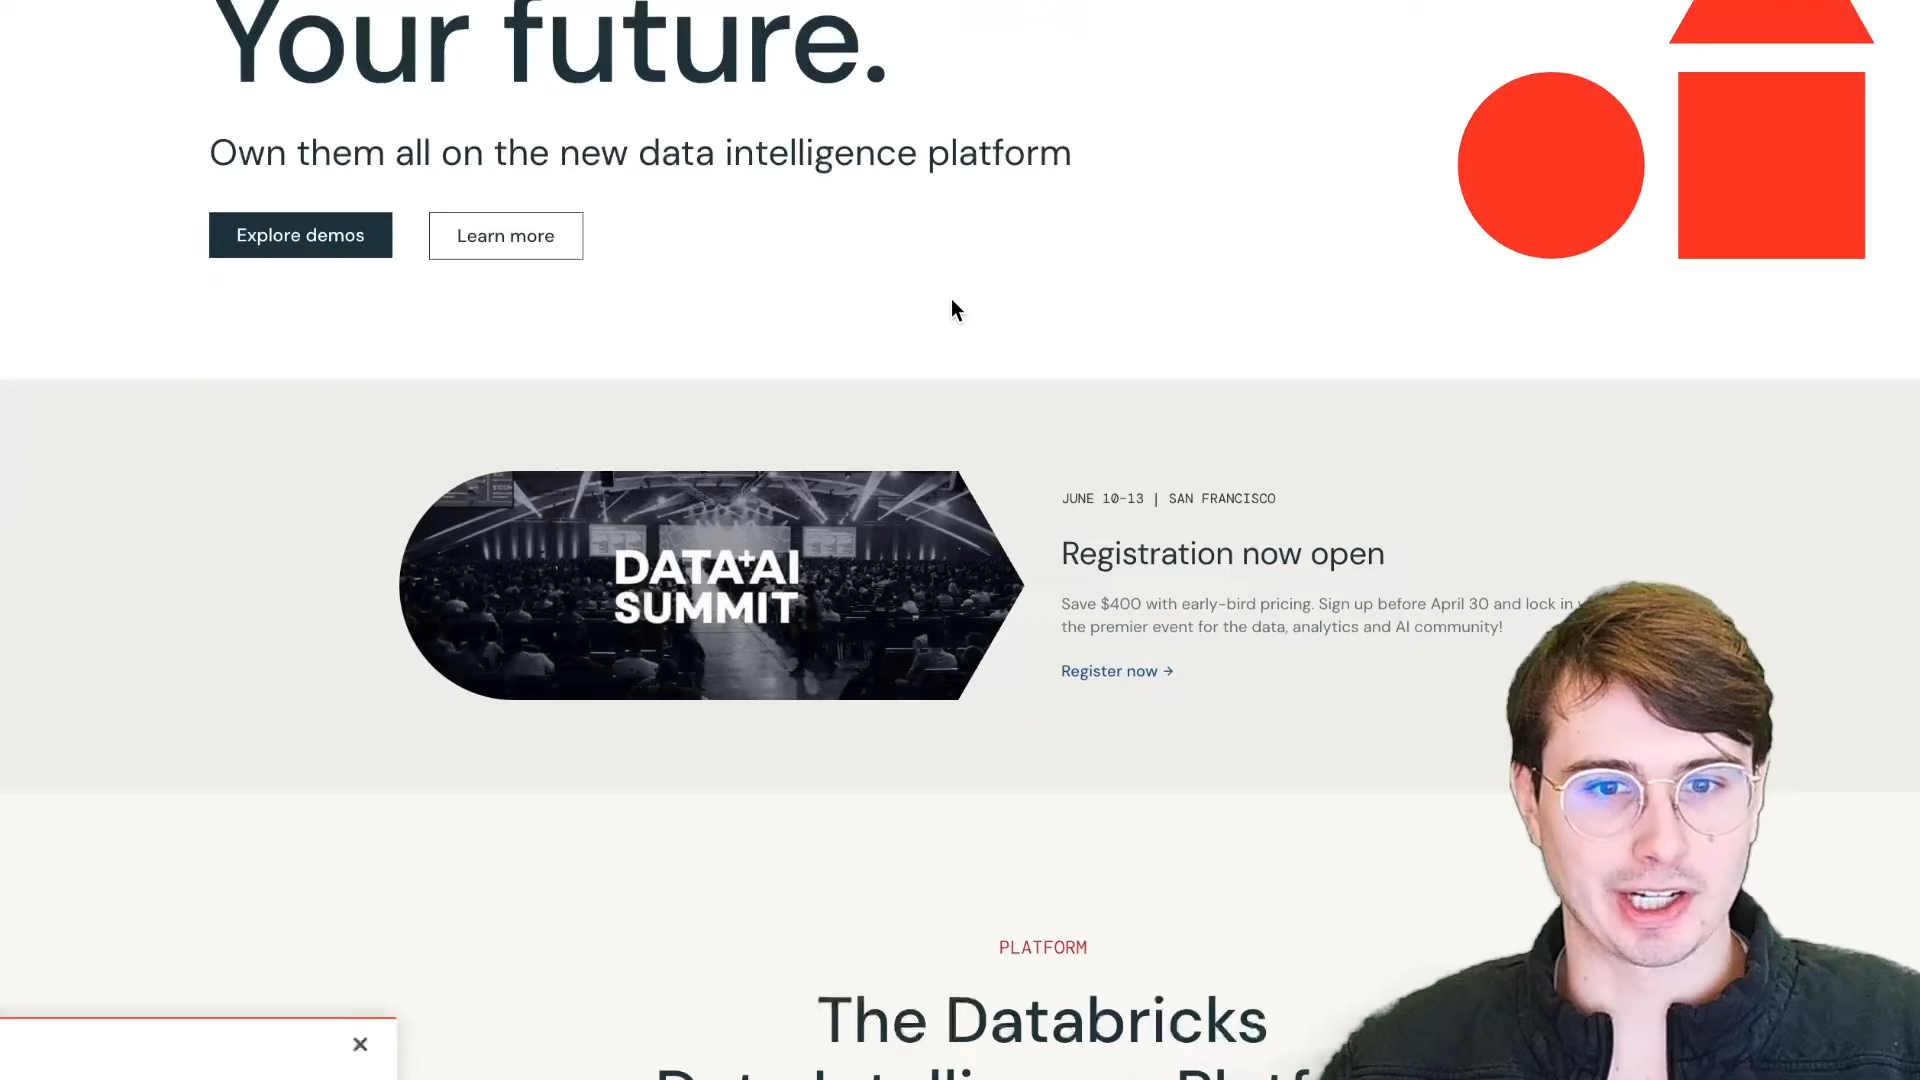 Your future.
Own them all on the new data intelligence platform
Explore demos
Learn more
DATA+AI
SUMMIT
JUNE 10-13 | SAN FRANCISCO
Registration now open
Save $400 with early-bird pricing. Sign up before April 30 and lock in
the premier event for the data, analytics and AI community!
Register now →
PLATFORM
The Databricks
Data Intelligence